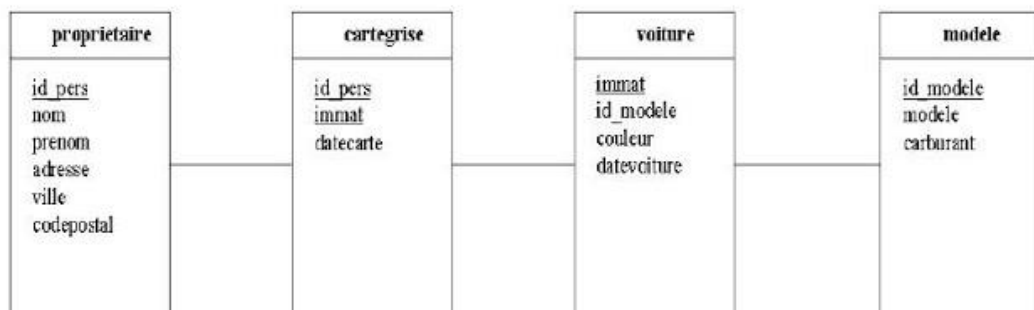 proprietaire
id_pers
nom
prenom
adresse
ville
codepostal
cartegrise
id_pers
immat
datecarte
voiture
immat
id_modele
couleur
datevoiture
modele
id_modele
modele
carburant